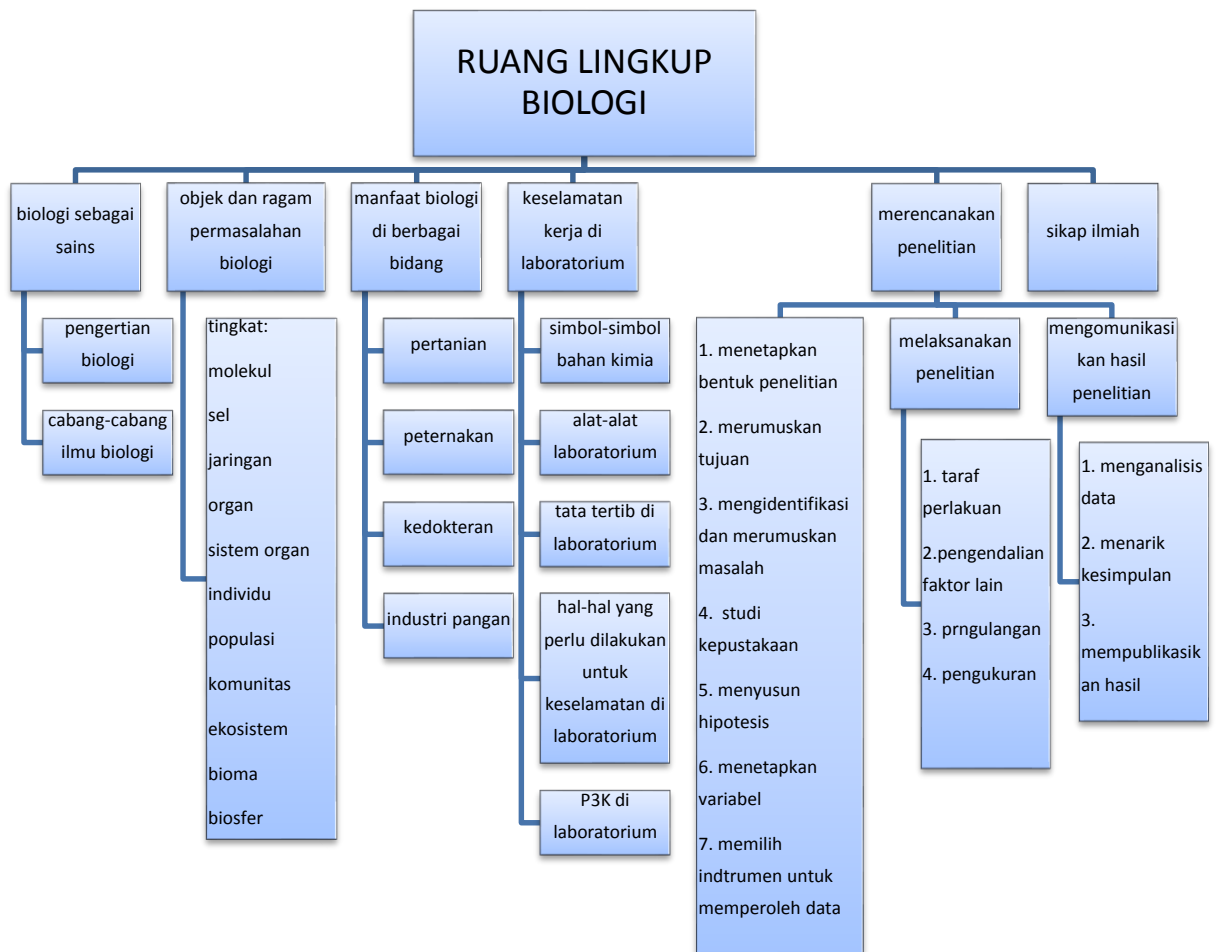 RUANG LINGKUP
BIOLOGI
biologi sebagai
sains
pengertian
biologi
cabang-cabang
ilmu biologi
objek dan ragam
permasalahan
biologi
tingkat:
molekul
sel
jaringan
organ
sistem organ
individu
populasi
komunitas
ekosistem
bioma
biosfer
manfaat biologi
di berbagai
bidang
pertanian
peternakan
kedokteran
industri pangan
keselamatan
kerja di
laboratorium
simbol-simbol
bahan kimia
alat-alat
laboratorium
tata tertib di
laboratorium
hal-hal yang
perlu dilakukan
untuk
keselamatan di
laboratorium
P3K di
laboratorium
merencanakan
penelitian
1. menetapkan
bentuk penelitian
2. merumuskan
tujuan
3. mengidentifikasi
dan merumuskan
masalah
4. studi
kepustakaan
5. menyusun
hipotesis
6. menetapkan
variabel
7. memilih
indtrumen untuk
memperoleh data
melaksanakan
penelitian
1. taraf
perlakuan
2.pengendalian
faktor lain
3. prngulangan
4. pengukuran
mengomunikasi
kan hasil
penelitian
1. menganalisis
data
2. menarik
kesimpulan
3.
mempublikasik
an hasil
sikap ilmiah